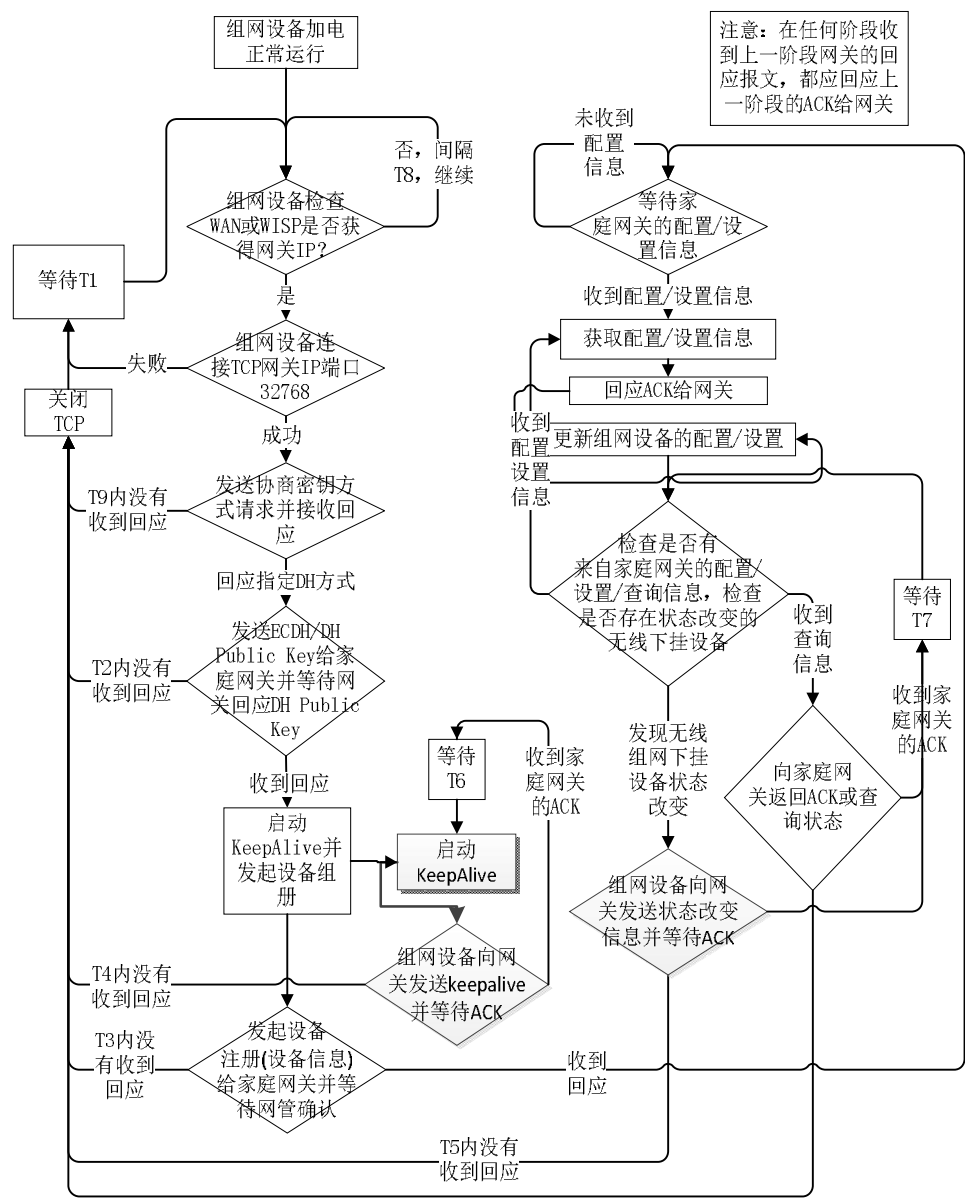 组网设备加电
正常运行
注意：在任何阶段收
到上一阶段网关的回
应报文，都应回应上
一阶段的ACK给网关
否，间隔
T8，继续
组网设备检查
WAN或WISP是否获
得网关IP？
等待T1
是
组网设备连
接TCP网关IP端口
32768
失败
关闭
TCP
成功
发送协商密钥方
式请求并接收回
应
T9内没有
收到回应
回应指定DH方式
发送ECDH/DH
Public Key给家
庭网关并等待网
关回应DH Public
Key
T2内没有
收到回应
收到回应
启动
KeepAlive并
发起设备组
册
等待
T6
收到家
庭网关
的ACK
启动
KeepAlive
组网设备向网
关发送keepalive
并等待ACK
T4内没有
收到回应
T3内没
有收到
回应
发起设备
注册(设备信息)
给家庭网关并等
待网管确认
收到
回应
T5内没有
收到回应
未收到
配置
信息
等待家
庭网关的配置/设
置信息
收到配置/设置信息
获取配置/设置信息
回应ACK给网关
收到
配置
设置
信息
更新组网设备的配置/设置
检查是否有
来自家庭网关的配置/
设置/查询信息，检查
是否存在状态改变的
无线下挂设备
收到
查询
信息
等待
T7
收到家
庭网关
的ACK
发现无线
组网下挂
设备状态
改变
向家庭网
关返回ACK或查
询状态
组网设备向网
关发送状态改变
信息并等待ACK